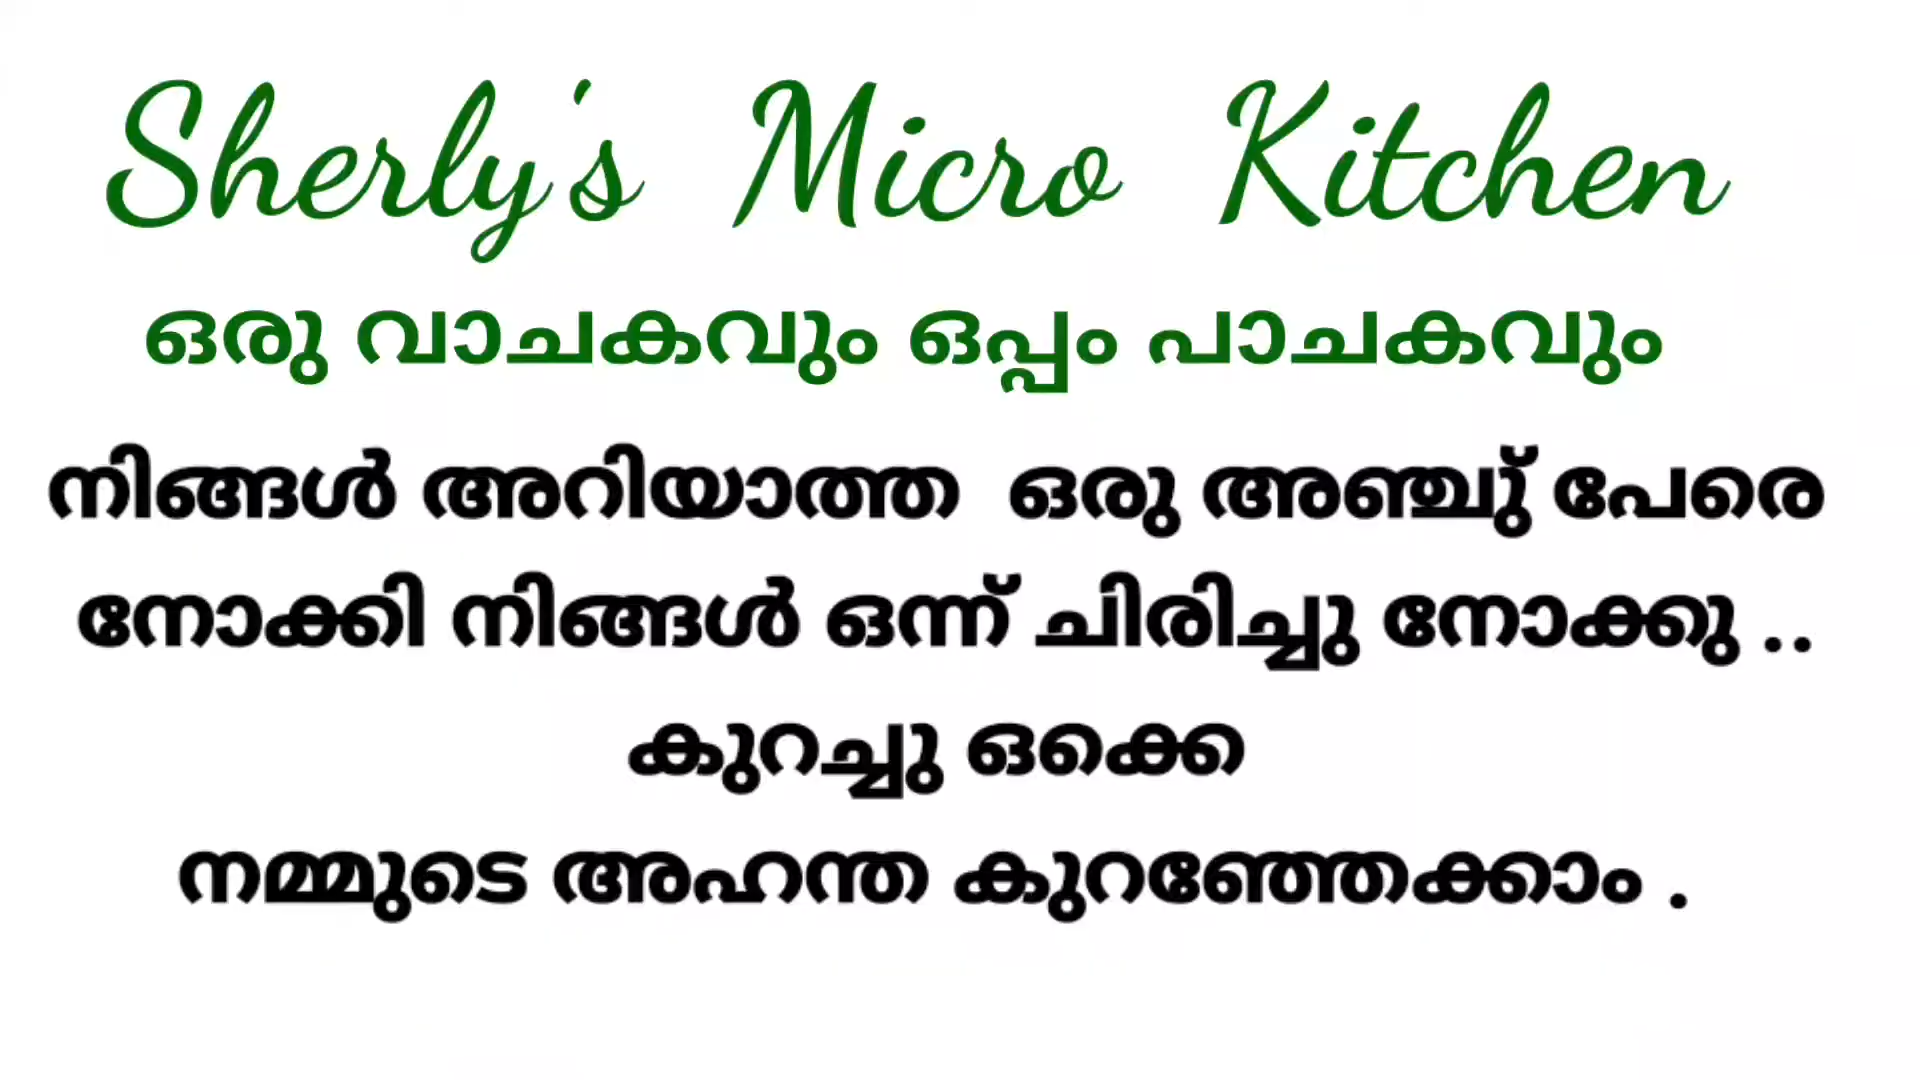 Sherly's Micro Kitchen
ഒരു വാചകവും ഒപ്പം പാചകവും
നിങ്ങൾ അറിയാത്ത ഒരു അഞ്ചു് പേരെ
നോക്കി നിങ്ങൾ ഒന്ന് ചിരിച്ചു നോക്കു ..
കുറച്ചു ഒക്കെ
നമ്മുടെ അഹന്ത കുറഞ്ഞേക്കാം .